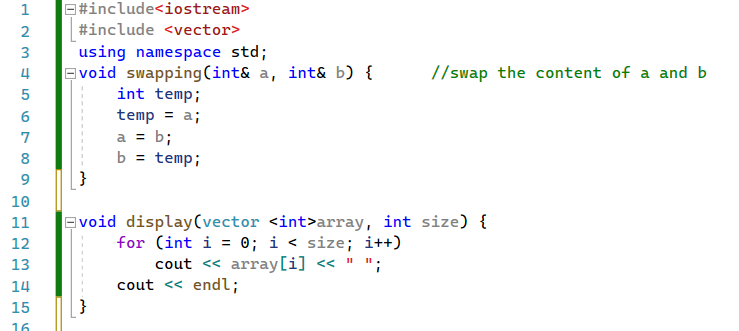 1 #include<iostream>
2 #include <vector>
3 using namespace std;
4 void swapping(int& a, int& b) {      //swap the content of a and b
5     int temp;
6     temp = a;
7     a = b;
8     b = temp;
9 }
10
11 void display(vector <int>array, int size) {
12     for (int i = 0; i < size; i++)
13         cout << array[i] << " ";
14     cout << endl;
15 }
16